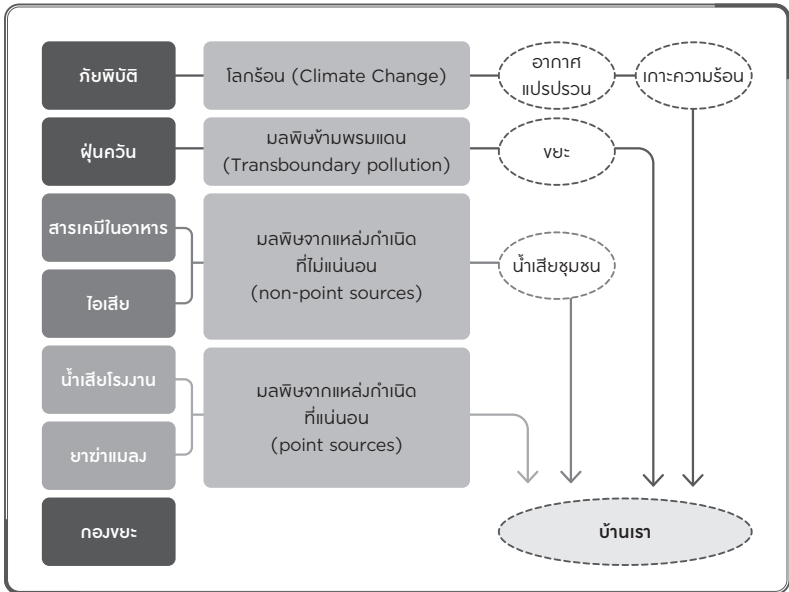 ภัยพิบัติ
โลกร้อน (Climate Change)
อากาศ
แปรปรวน
เกาะความร้อน
ฝุ่นควัน
มลพิษข้ามพรมแดน
(Transboundary pollution)
ขยะ
สารเคมีในอาหาร
ไอเสีย
มลพิษจากแหล่งกำเนิด
ที่ไม่แน่นอน
(non-point sources)
น้ำเสียชุมชน
น้ำเสียโรงงาน
ยาฆ่าแมลง
มลพิษจากแหล่งกำเนิด
ที่แน่นอน
(point sources)
กองขยะ
บ้านเรา